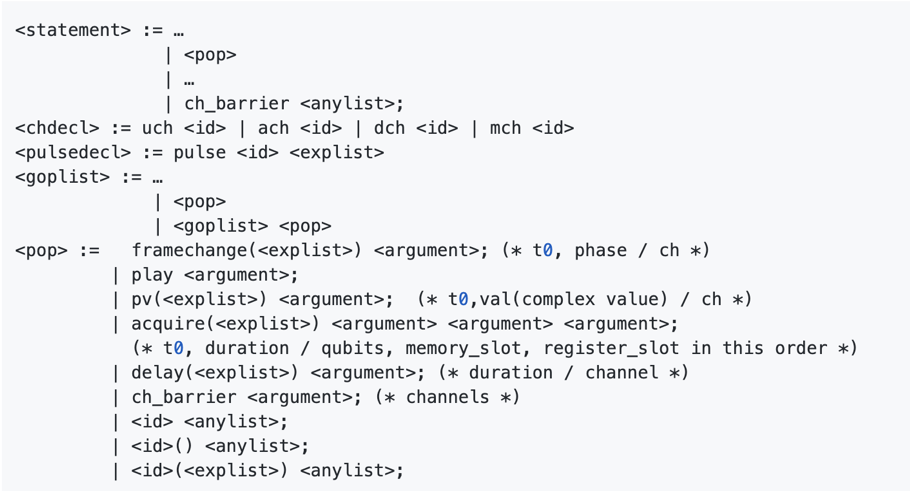 <statement> := …
| <pop>
| …
| ch_barrier <anylist>;
<chdecl> := uch <id> | ach <id> | dch <id> | mch <id>
<pulsedecl> := pulse <id> <explist>
<goplist> := …
| <pop>
| <goplist> <pop>
<pop> := framechange(<explist>) <argument>; (* t0, phase / ch *)
| play <argument>;
| pv(<explist>) <argument>; (* t0,val(complex value) / ch *)
| acquire(<explist>) <argument> <argument> <argument>;
(* t0, duration / qubits, memory_slot, register_slot in this order *)
| delay(<explist>) <argument>; (* duration / channel *)
| ch_barrier <argument>; (* channels *)
| <id> <anylist>;
| <id>() <anylist>;
| <id>(<explist>) <anylist>;